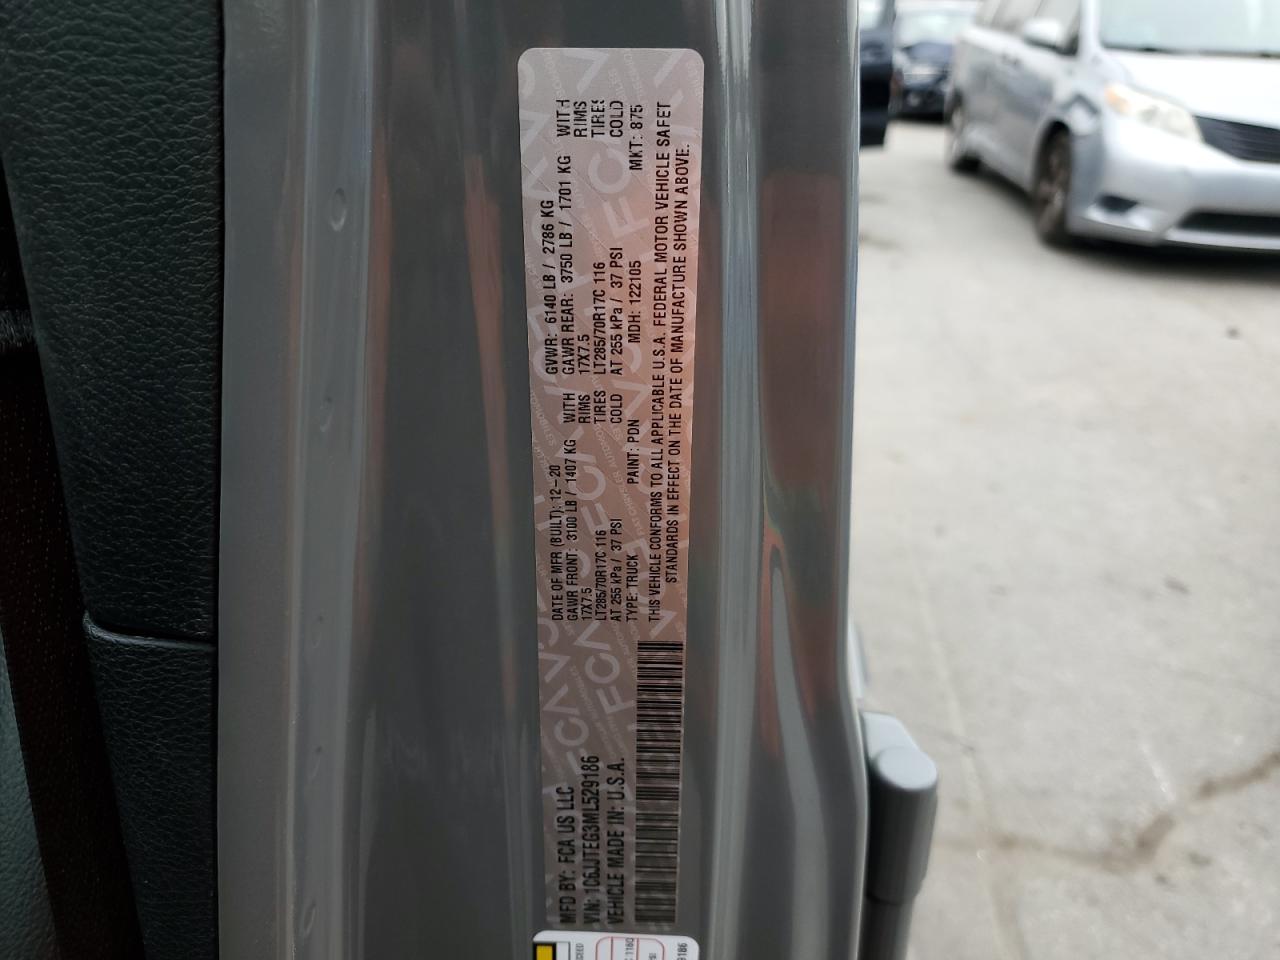 MFD BY: FCA US LLC
VIN: 1C6JJTEG3ML529186
VEHICLE MADE IN: U.S.A.
DATE OF MFR (BUILT): 12-20 GVWR: 6140 LB / 2786 KG
GAWR FRONT: 3100 LB / 1407 KG WITH GAWR REAR: 3750 LB / 1701 KG WITH
17X7.5 RIMS 17X7.5 RIMS
LT285/70R17C 116 TIRES LT285/70R17C 116 TIRES
AT 255 kPa / 37 PSI COLD AT 255 kPa / 37 PSI COLD
TYPE: TRUCK PAINT: PDN MDH: 122105 MKT: 875
THIS VEHICLE CONFORMS TO ALL APPLICABLE U.S.A. FEDERAL MOTOR VEHICLE SAFET
STANDARDS IN EFFECT ON THE DATE OF MANUFACTURE SHOWN ABOVE.
CEED
9186